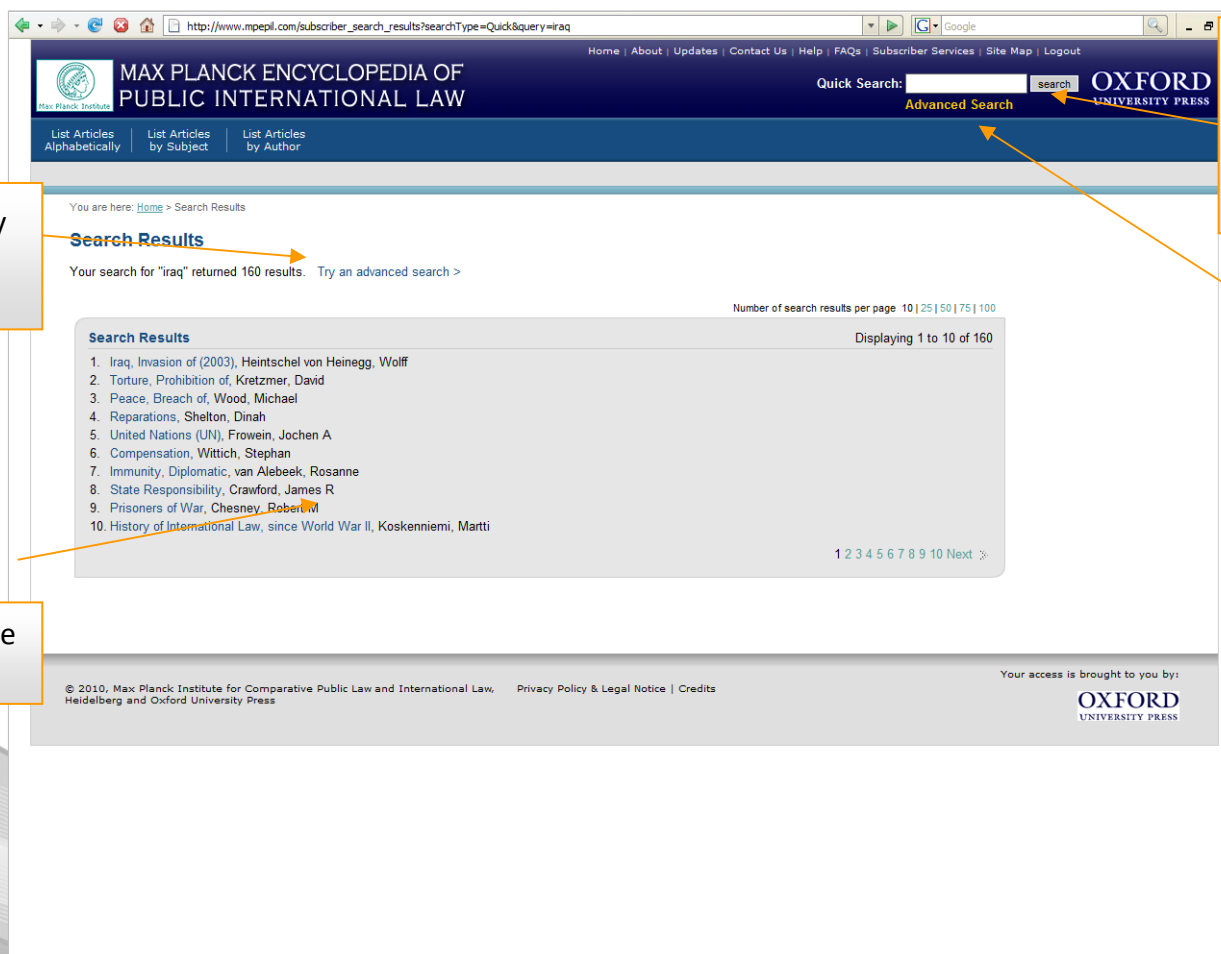 http://www.mpepil.com/subscriber_search_results?searchType=Quick&query=iraq
Google
Home | About | Updates | Contact Us | Help | FAQs | Subscriber Services | Site Map | Logout
Max Planck Institute
MAX PLANCK ENCYCLOPEDIA OF
PUBLIC INTERNATIONAL LAW
Quick Search:
search
Advanced Search
OXFORD
UNIVERSITY PRESS
List Articles
Alphabetically
List Articles
by Subject
List Articles
by Author
You are here: Home > Search Results
Search Results
Your search for "iraq" returned 160 results. Try an advanced search >
Number of search results per page 10 | 25 | 50 | 75 | 100
Search Results
Displaying 1 to 10 of 160
1. Iraq, Invasion of (2003), Heintschel von Heinegg, Wolff
2. Torture, Prohibition of, Kretzmer, David
3. Peace, Breach of, Wood, Michael
4. Reparations, Shelton, Dinah
5. United Nations (UN), Frowein, Jochen A
6. Compensation, Wittich, Stephan
7. Immunity, Diplomatic, van Alebeek, Rosanne
8. State Responsibility, Crawford, James R
9. Prisoners of War, Chesney, Robert M
10. History of International Law, since World War II, Koskenniemi, Martti
1 2 3 4 5 6 7 8 9 10 Next
© 2010, Max Planck Institute for Comparative Public Law and International Law,
Heidelberg and Oxford University Press
Privacy Policy & Legal Notice | Credits
Your access is brought to you by:
OXFORD
UNIVERSITY PRESS